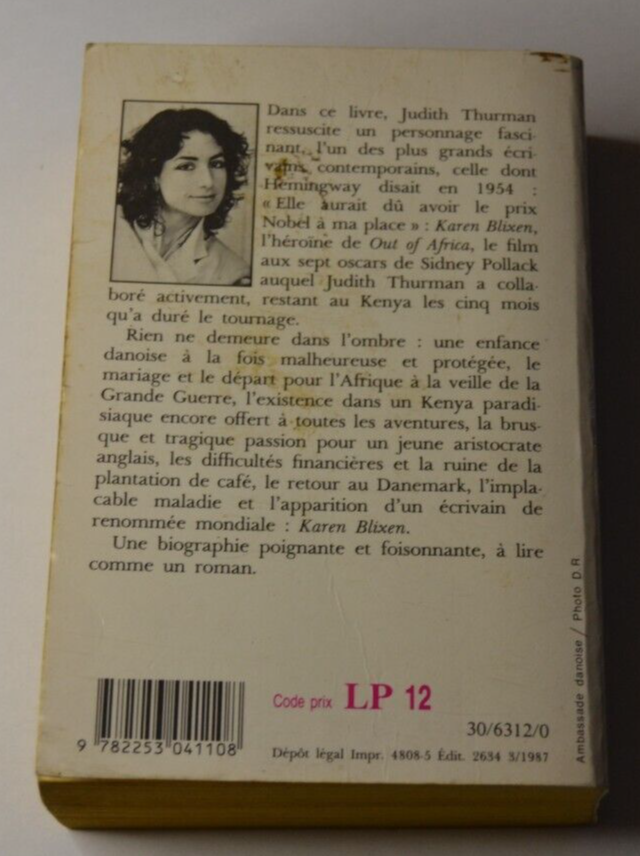 Dans ce livre, Judith Thurman
ressuscite un personnage fasci-
nant, l'un des plus grands écri-
vains contemporains, celle dont
Hemingway disait en 1954 :
« Elle aurait dû avoir le prix
Nobel à ma place » : Karen Blixen,
l'héroïne de Out of Africa, le film
aux sept oscars de Sidney Pollack
auquel Judith Thurman a colla-
boré activement, restant au Kenya les cinq mois
qu'a duré le tournage.
Rien ne demeure dans l'ombre : une enfance
danoise à la fois malheureuse et protégée, le
mariage et le départ pour l'Afrique à la veille de la
Grande Guerre, l'existence dans un Kenya paradi-
siaque encore offert à toutes les aventures, la brus-
que et tragique passion pour un jeune aristocrate
anglais, les difficultés financières et la ruine de la
plantation de café, le retour au Danemark, l'impla-
cable maladie et l'apparition d'un écrivain de
renommée mondiale : Karen Blixen.
Une biographie poignante et foisonnante, à lire
comme un roman.
Ambassade danoise / Photo D.R
Code prix LP 12
30/6312/0
9 782253 041108
Dépôt légal Impr. 4808-5 Édit. 2634 3/1987